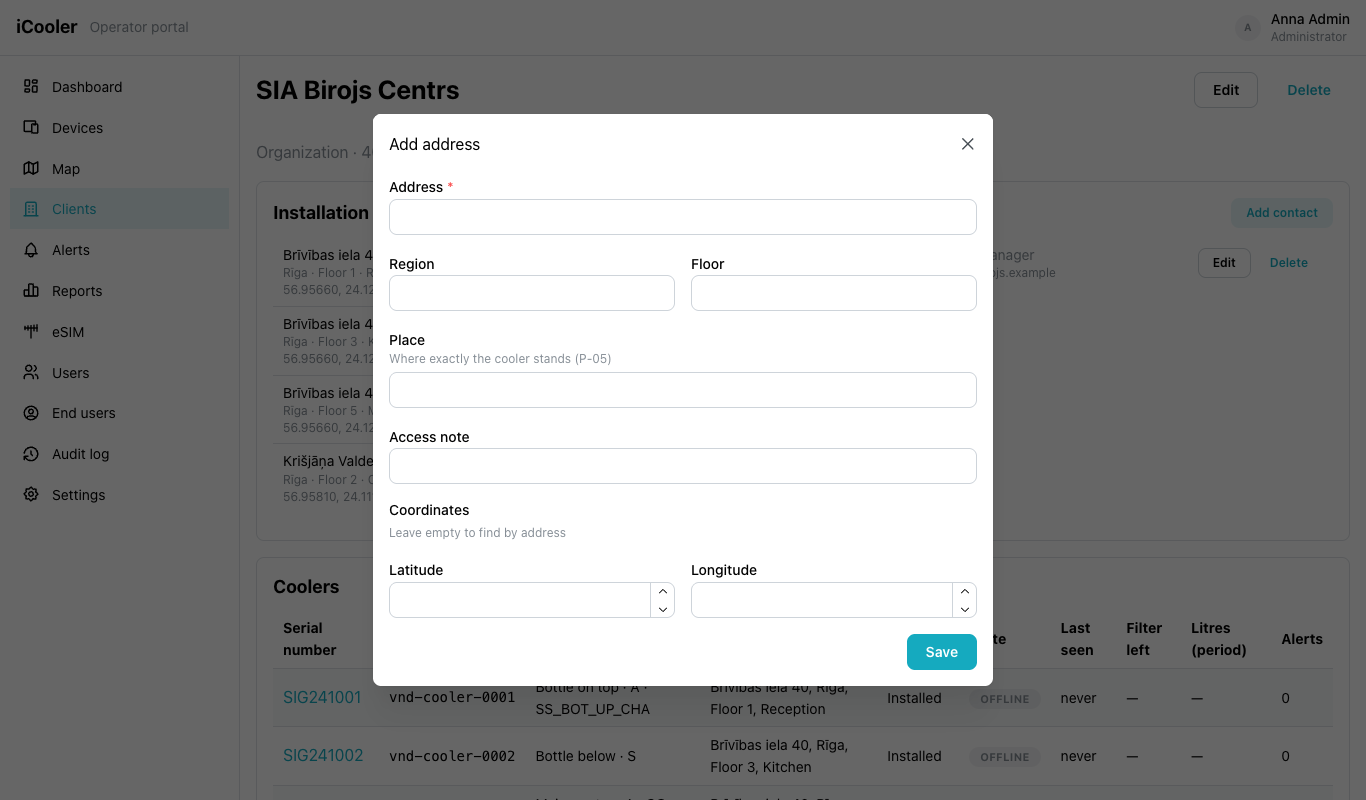 iCooler Operator portal
A Anna Admin
Administrator
Dashboard
Devices
Map
Clients
Alerts
Reports
eSIM
Users
End users
Audit log
Settings
SIA Birojs Centrs
Edit Delete
Organization · 4
Installation
Add contact
Brīvības iela 4
Rīga · Floor 1 ·
56.95660, 24.12
Brīvības iela 4
Rīga · Floor 3 ·
56.95660, 24.12
Brīvības iela 4
Rīga · Floor 5 ·
56.95660, 24.12
Krišjāņa Valde
Rīga · Floor 2 ·
56.95810, 24.11
anager
ojs.example
Edit Delete
Add address
Address *
Region Floor
Place
Where exactly the cooler stands (P-05)
Access note
Coordinates
Leave empty to find by address
Latitude Longitude
Save
Coolers
Serial number
te
Last seen
Filter left
Litres (period)
Alerts
SIG241001 vnd-cooler-0001 Bottle on top · A · SS_BOT_UP_CHA Brīvības iela 40, Rīga, Floor 1, Reception Installed OFFLINE never — — 0
SIG241002 vnd-cooler-0002 Bottle below · S Brīvības iela 40, Rīga, Floor 3, Kitchen Installed OFFLINE never — — 0